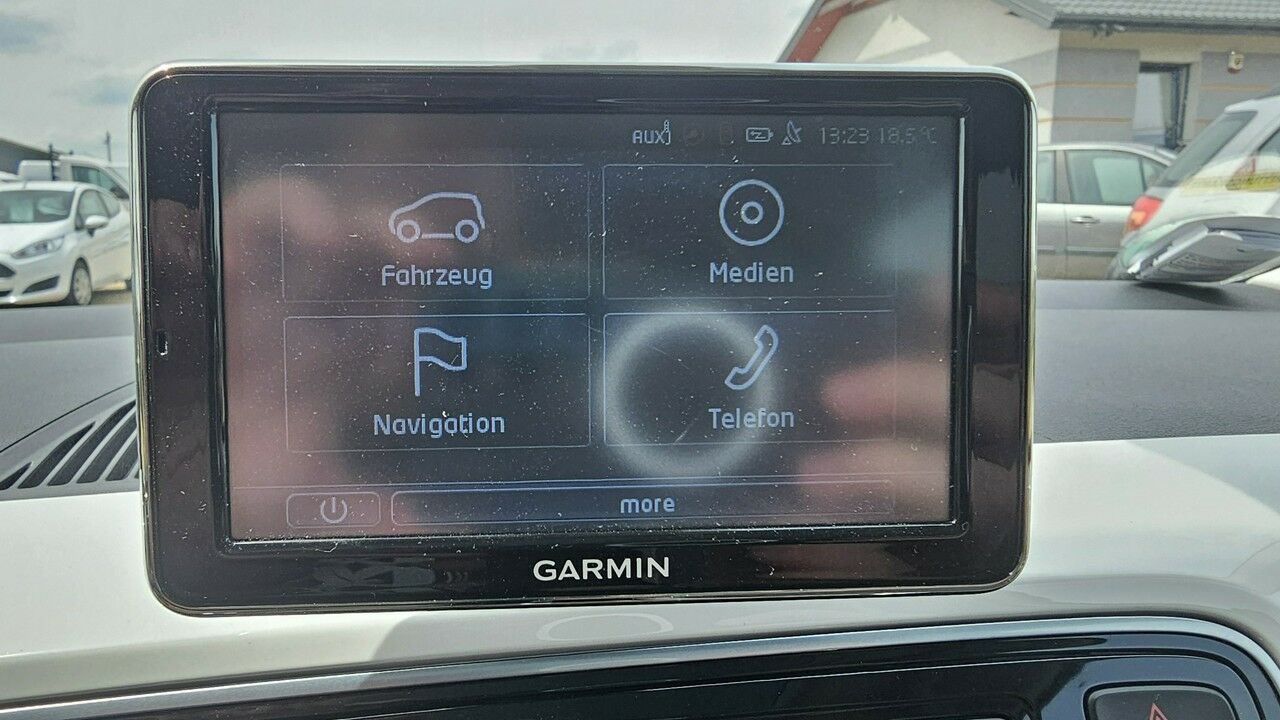 AUX 13:23 18.5°C
Fahrzeug
Medien
Navigation
Telefon
more
GARMIN